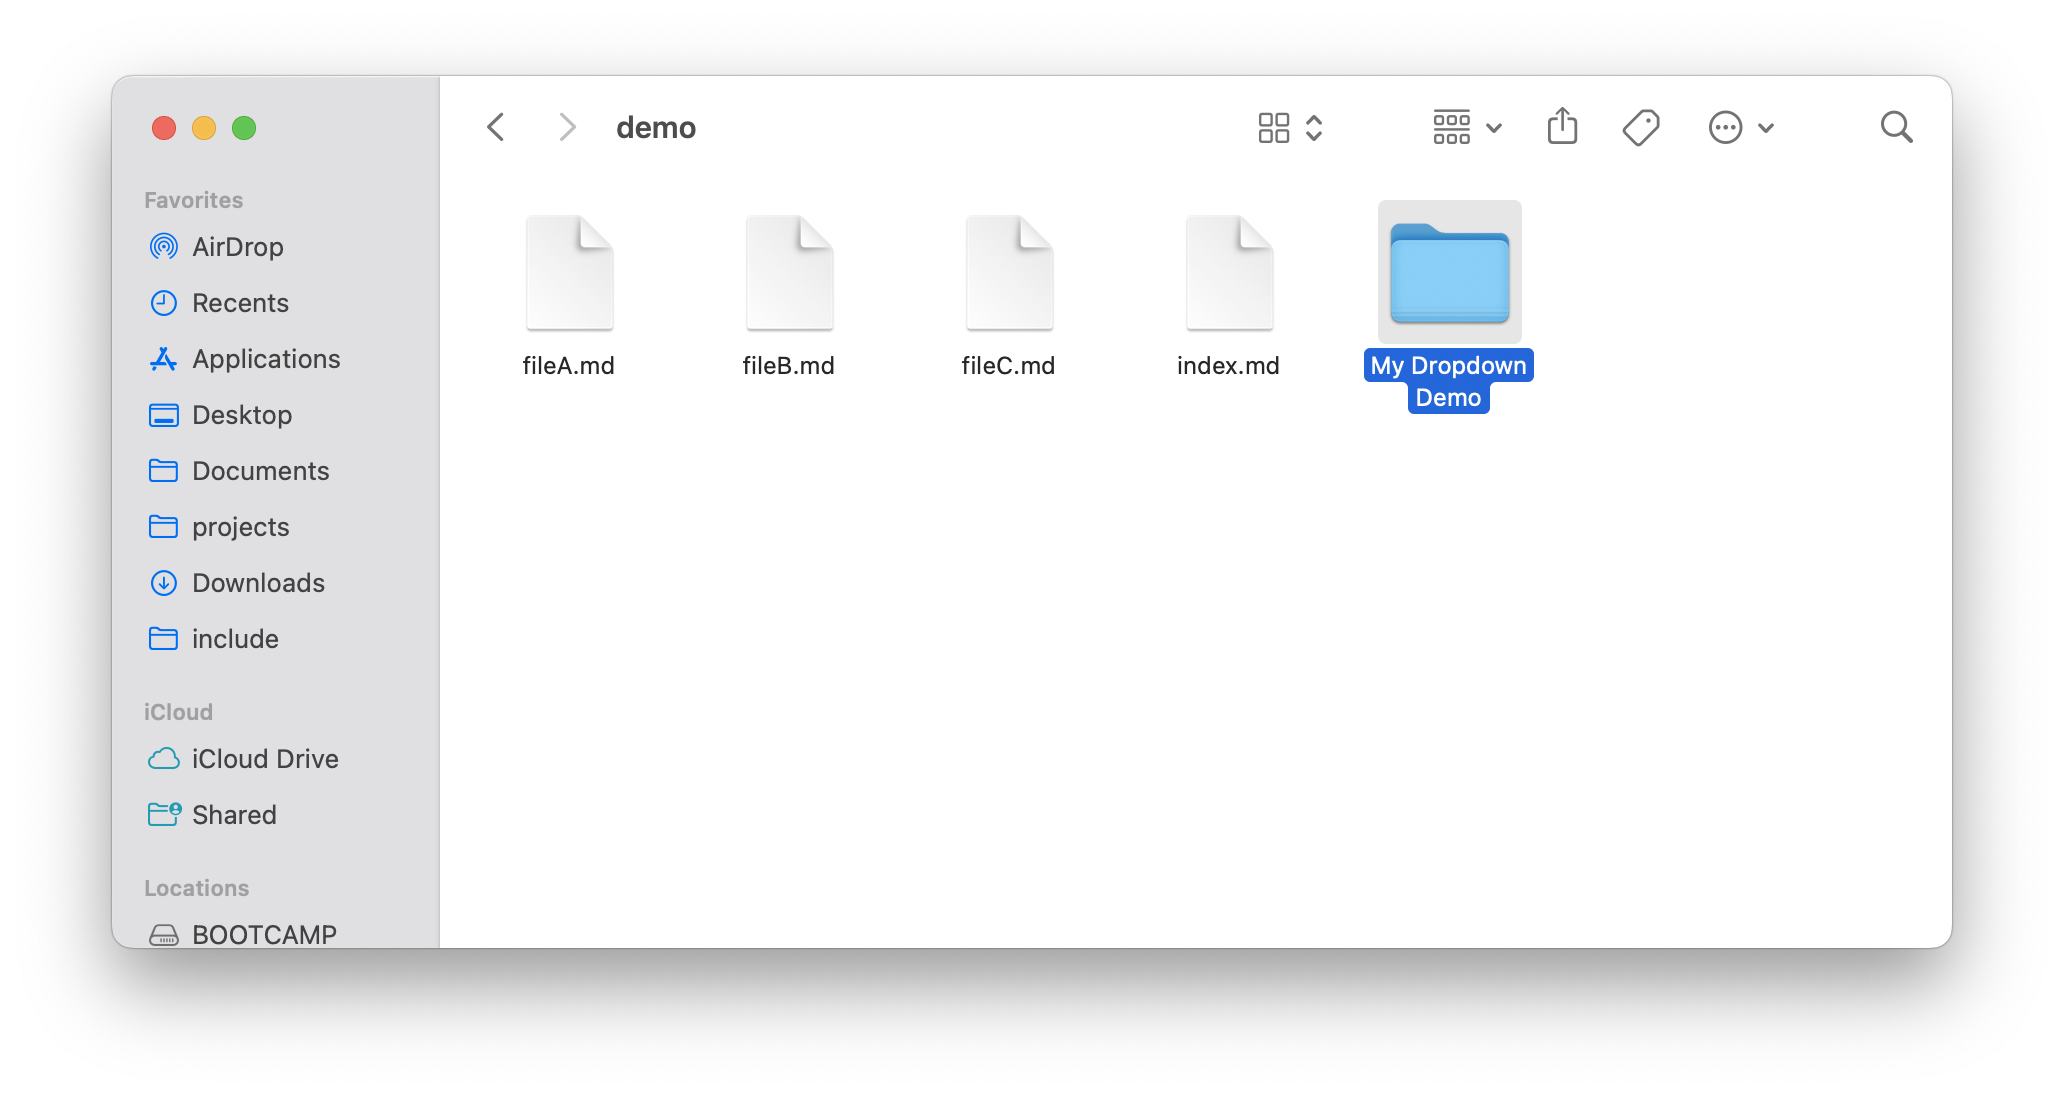 demo
Favorites
AirDrop
Recents
Applications
Desktop
Documents
projects
Downloads
include
iCloud
iCloud Drive
Shared
Locations
BOOTCAMP
fileA.md
fileB.md
fileC.md
index.md
My Dropdown
Demo